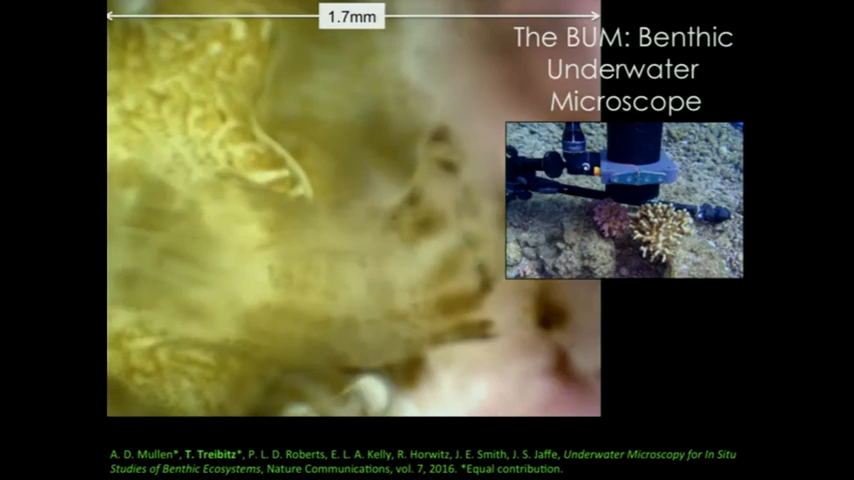 1.7mm
The BUM: Benthic
Underwater
Microscope
A. D. Mullen*, T. Treibitz*, P. L. D. Roberts, E. L. A. Kelly, R. Horwitz, J. E. Smith, J. S. Jaffe, Underwater Microscopy for In Situ
Studies of Benthic Ecosystems, Nature Communications, vol. 7, 2016. *Equal contribution.